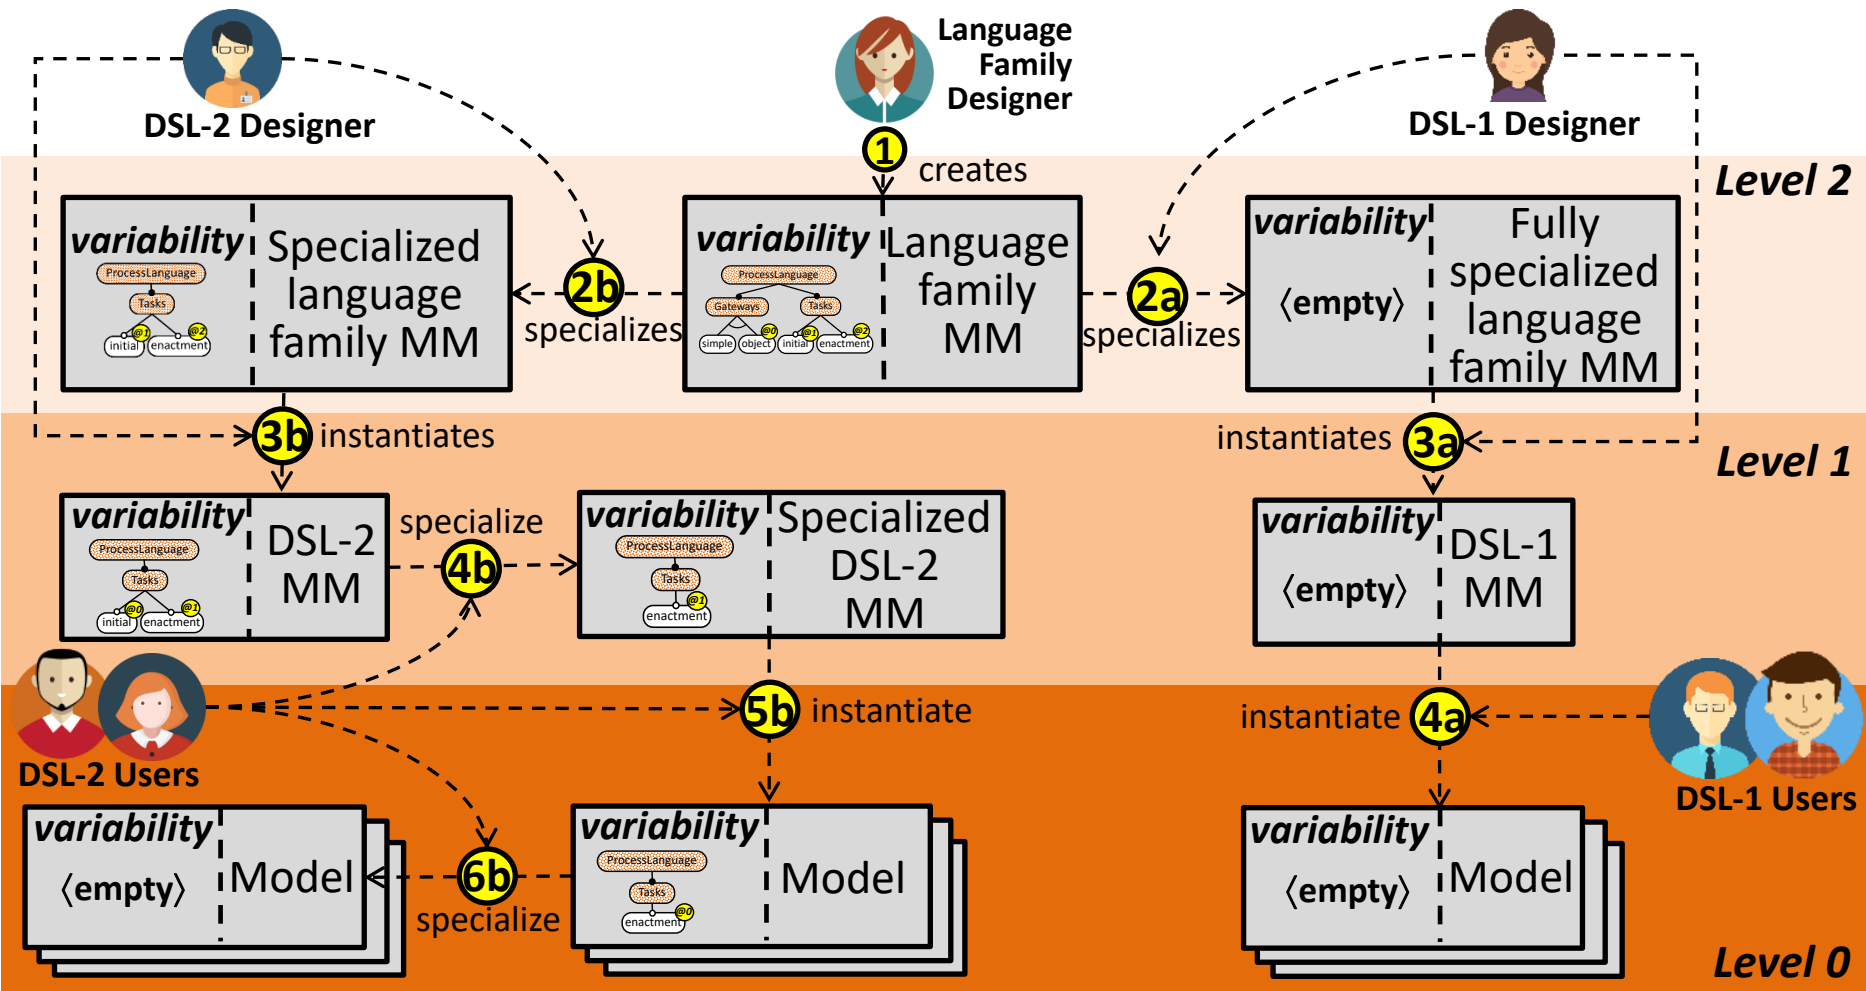 Language
Family
Designer
DSL-2 Designer
DSL-1 Designer
1
creates
Level 2
variability
ProcessLanguage
Tasks
@1
@2
initial
enactment
Specialized
language
family MM
2b
specializes
variability
ProcessLanguage
Gateways
Tasks
@0
@1
@2
simple
object
initial
enactment
Language
family
MM
2a
specializes
variability
⟨empty⟩
Fully
specialized
language
family MM
3b
instantiates
instantiates
3a
Level 1
variability
ProcessLanguage
Tasks
@0
@1
initial
enactment
DSL-2
MM
specialize
4b
variability
ProcessLanguage
Tasks
@1
enactment
Specialized
DSL-2
MM
variability
⟨empty⟩
DSL-1
MM
DSL-2 Users
5b
instantiate
instantiate
4a
DSL-1 Users
variability
⟨empty⟩
Model
6b
specialize
variability
ProcessLanguage
Tasks
@0
enactment
Model
variability
⟨empty⟩
Model
Level 0